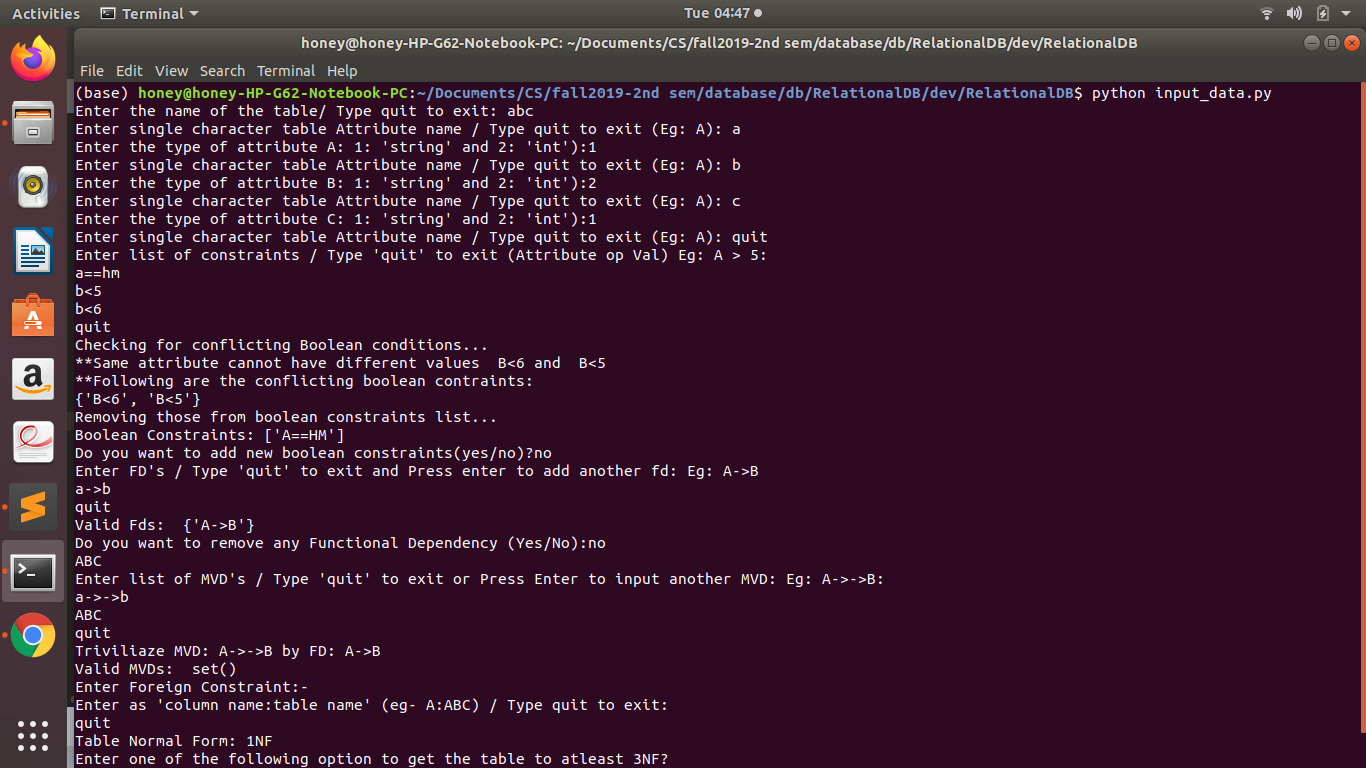 Activities Terminal Tue 04:47
honey@honey-HP-G62-Notebook-PC: ~/Documents/CS/fall2019-2nd sem/database/db/RelationalDB/dev/RelationalDB
File Edit View Search Terminal Help
(base) honey@honey-HP-G62-Notebook-PC:~/Documents/CS/fall2019-2nd sem/database/db/RelationalDB/dev/RelationalDB$ python input_data.py
Enter the name of the table/ Type quit to exit: abc
Enter single character table Attribute name / Type quit to exit (Eg: A): a
Enter the type of attribute A: 1: 'string' and 2: 'int'):1
Enter single character table Attribute name / Type quit to exit (Eg: A): b
Enter the type of attribute B: 1: 'string' and 2: 'int'):2
Enter single character table Attribute name / Type quit to exit (Eg: A): c
Enter the type of attribute C: 1: 'string' and 2: 'int'):1
Enter single character table Attribute name / Type quit to exit (Eg: A): quit
Enter list of constraints / Type 'quit' to exit (Attribute op Val) Eg: A > 5:
a==hm
b<5
b<6
quit
Checking for conflicting Boolean conditions...
**Same attribute cannot have different values  B<6 and  B<5
**Following are the conflicting boolean contraints:
{'B<6', 'B<5'}
Removing those from boolean constraints list...
Boolean Constraints: ['A==HM']
Do you want to add new boolean constraints(yes/no)?no
Enter FD's / Type 'quit' to exit and Press enter to add another fd: Eg: A->B
a->b
quit
Valid Fds:  {'A->B'}
Do you want to remove any Functional Dependency (Yes/No):no
ABC
Enter list of MVD's / Type 'quit' to exit or Press Enter to input another MVD: Eg: A->->B:
a->->b
ABC
quit
Triviliaze MVD: A->->B by FD: A->B
Valid MVDs:  set()
Enter Foreign Constraint:-
Enter as 'column name:table name' (eg- A:ABC) / Type quit to exit:
quit
Table Normal Form: 1NF
Enter one of the following option to get the table to atleast 3NF?